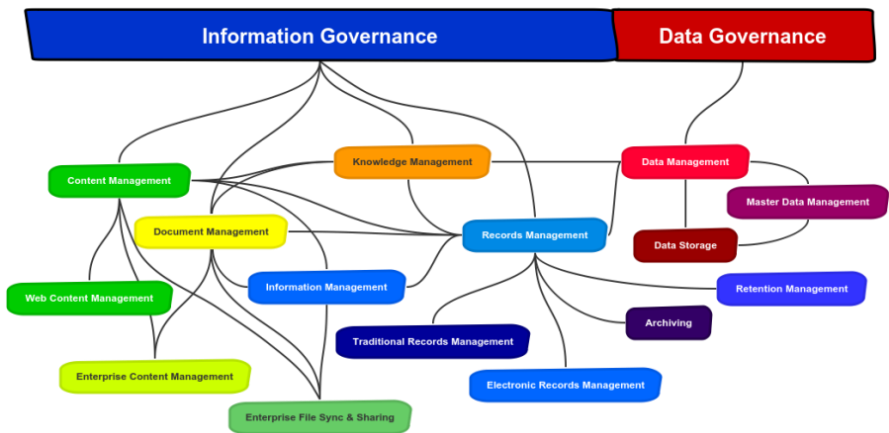 Information Governance
Data Governance
Knowledge Management
Data Management
Content Management
Master Data Management
Document Management
Records Management
Data Storage
Information Management
Retention Management
Web Content Management
Archiving
Traditional Records Management
Enterprise Content Management
Electronic Records Management
Enterprise File Sync & Sharing